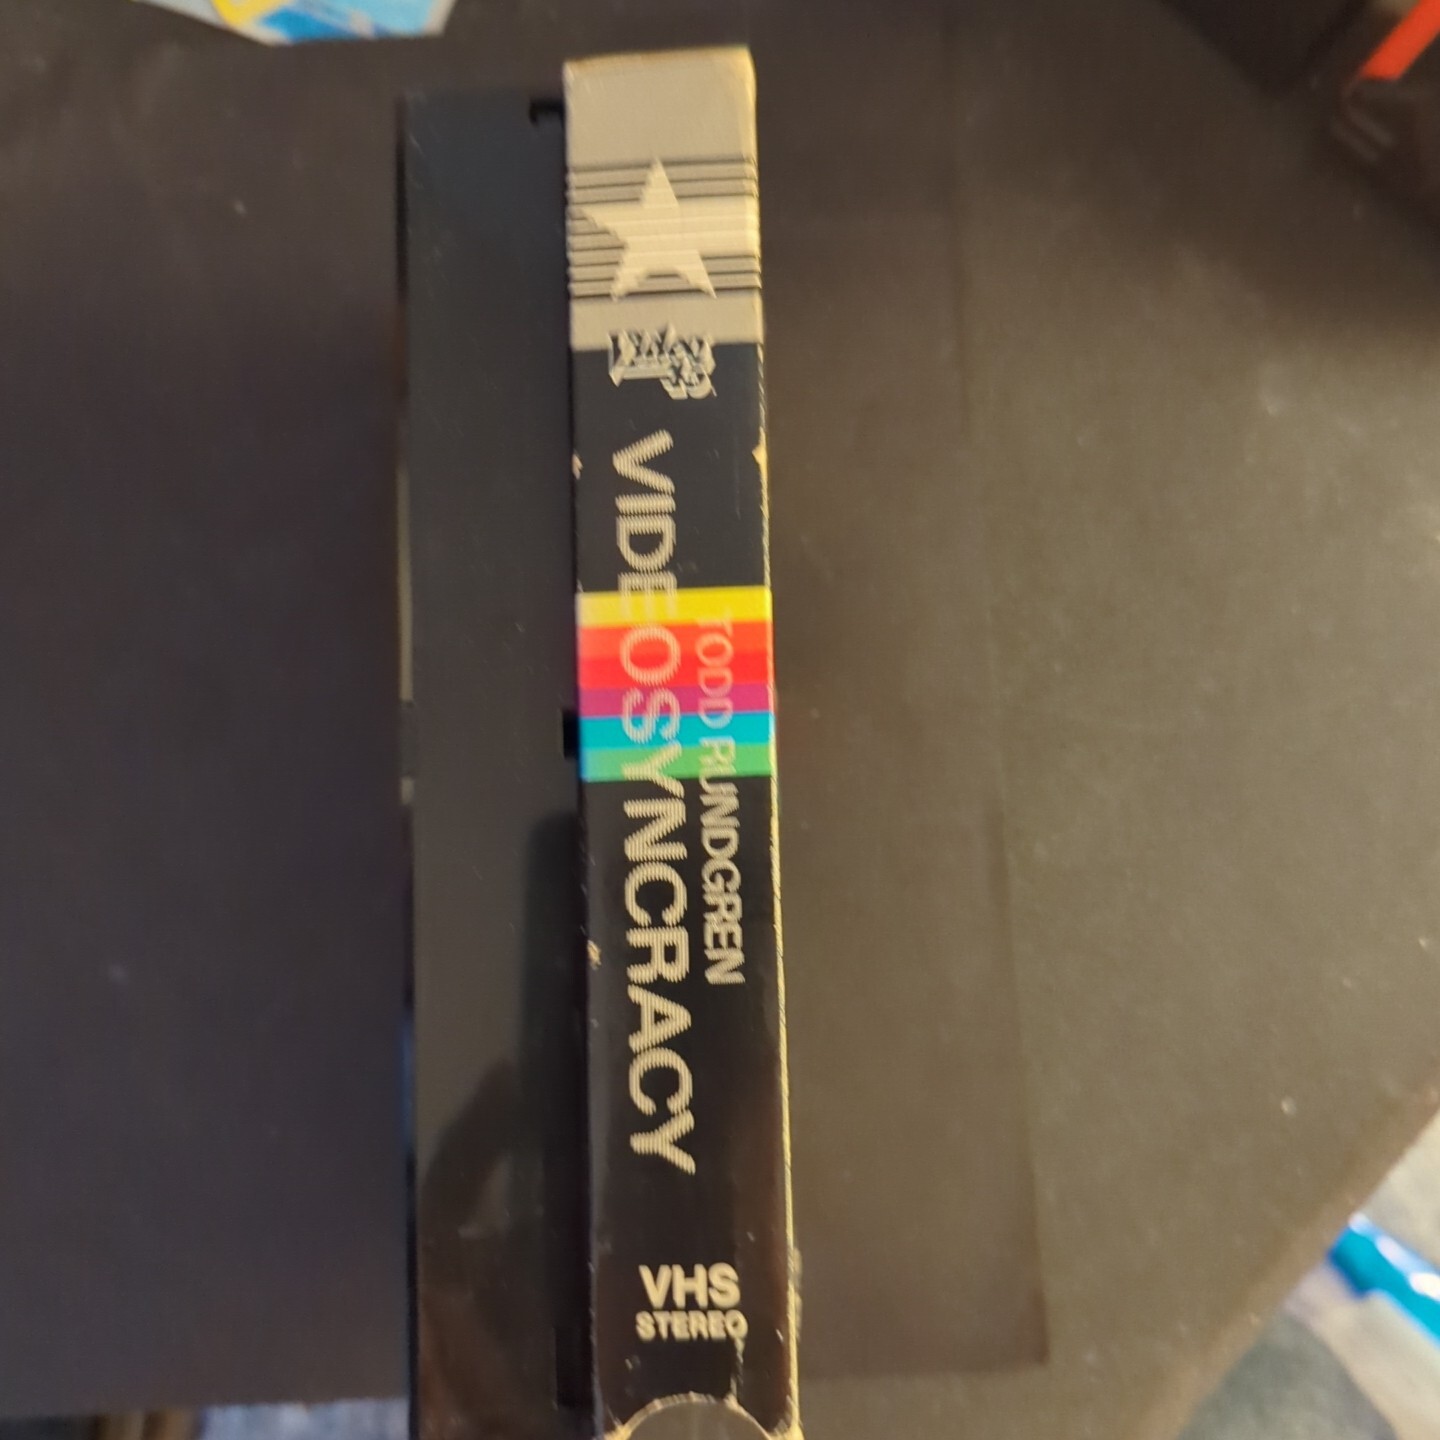 VIDEOSYNCRACY
TODD RUNDGREN
VHS
STEREO